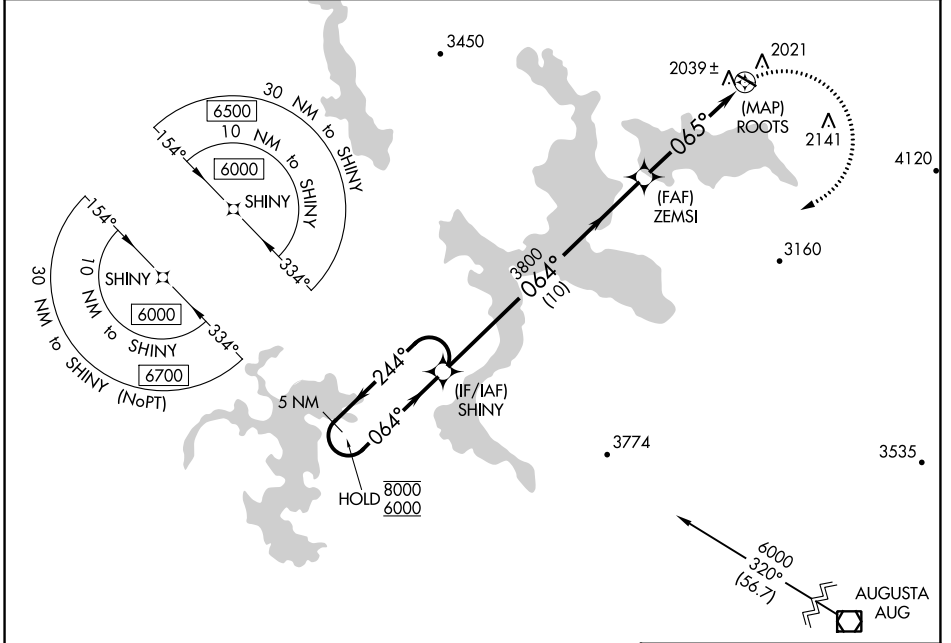 3450
2039 ±
2021
(MAP)
ROOTS
2141
065°
4120
30 NM to SHINY
6500
10 NM to SHINY
6000
154°
SHINY
334°
(FAF)
ZEMSI
3160
154°
SHINY
10 NM to SHINY
6000
334°
30 NM to SHINY (NoPT)
6700
3800
064°
(10)
244°
064°
(IF/IAF)
SHINY
5 NM
HOLD
8000
6000
3774
3535
6000
320°
(56.7)
AUGUSTA
AUG